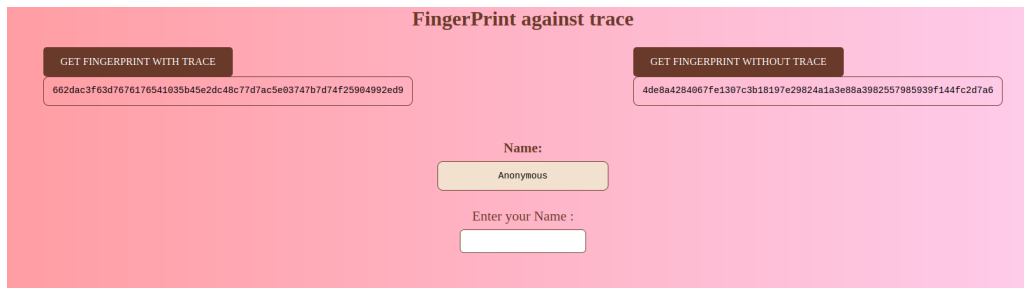 FingerPrint against trace
GET FINGERPRINT WITH TRACE
GET FINGERPRINT WITHOUT TRACE
662dac3f63d7676176541035b45e2dc48c77d7ac5e03747b7d74f25904992ed9
4de8a4284067fe1307c3b18197e29824a1a3e88a3982557985939f144fc2d7a6
Name:
Anonymous
Enter your Name :